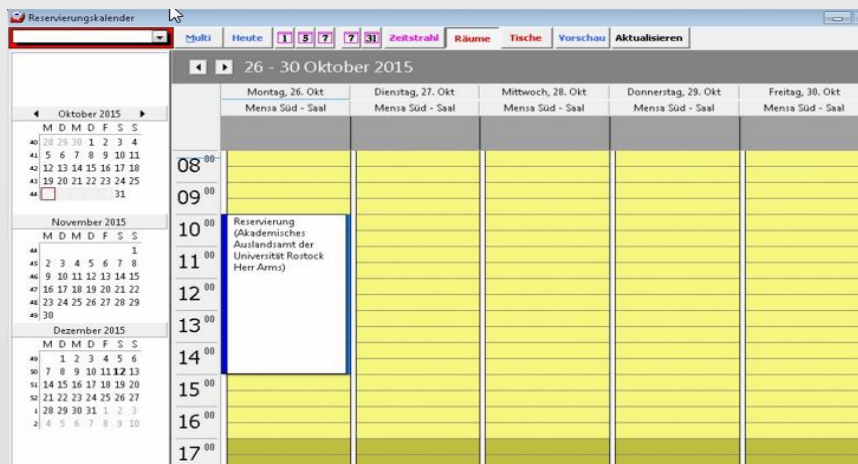 Reservierungskalender
Multi Heute 1 5 7 7 31 Zeitstrahl Räume Tische Vorschau Aktualisieren
26 - 30 Oktober 2015
Montag, 26. Okt Dienstag, 27. Okt Mittwoch, 28. Okt Donnerstag, 29. Okt Freitag, 30. Okt
Mensa Süd - Saal Mensa Süd - Saal Mensa Süd - Saal Mensa Süd - Saal Mensa Süd - Saal
Oktober 2015
M D M D F S S
40 28 29 30 1 2 3 4
41 5 6 7 8 9 10 11
42 12 13 14 15 16 17 18
43 19 20 21 22 23 24 25
44 31
November 2015
M D M D F S S
44 1
45 2 3 4 5 6 7 8
46 9 10 11 12 13 14 15
47 16 17 18 19 20 21 22
48 23 24 25 26 27 28 29
49 30
Dezember 2015
M D M D F S S
49 1 2 3 4 5 6
50 7 8 9 10 11 12 13
51 14 15 16 17 18 19 20
52 21 22 23 24 25 26 27
1 28 29 30 31 1 2 3
2 4 5 6 7 8 9 10
08 00
09 00
10 00
Reservierung
(Akademisches
Auslandsamt der
Universität Rostock
Herr Arms)
11 00
12 00
13 00
14 00
15 00
16 00
17 00